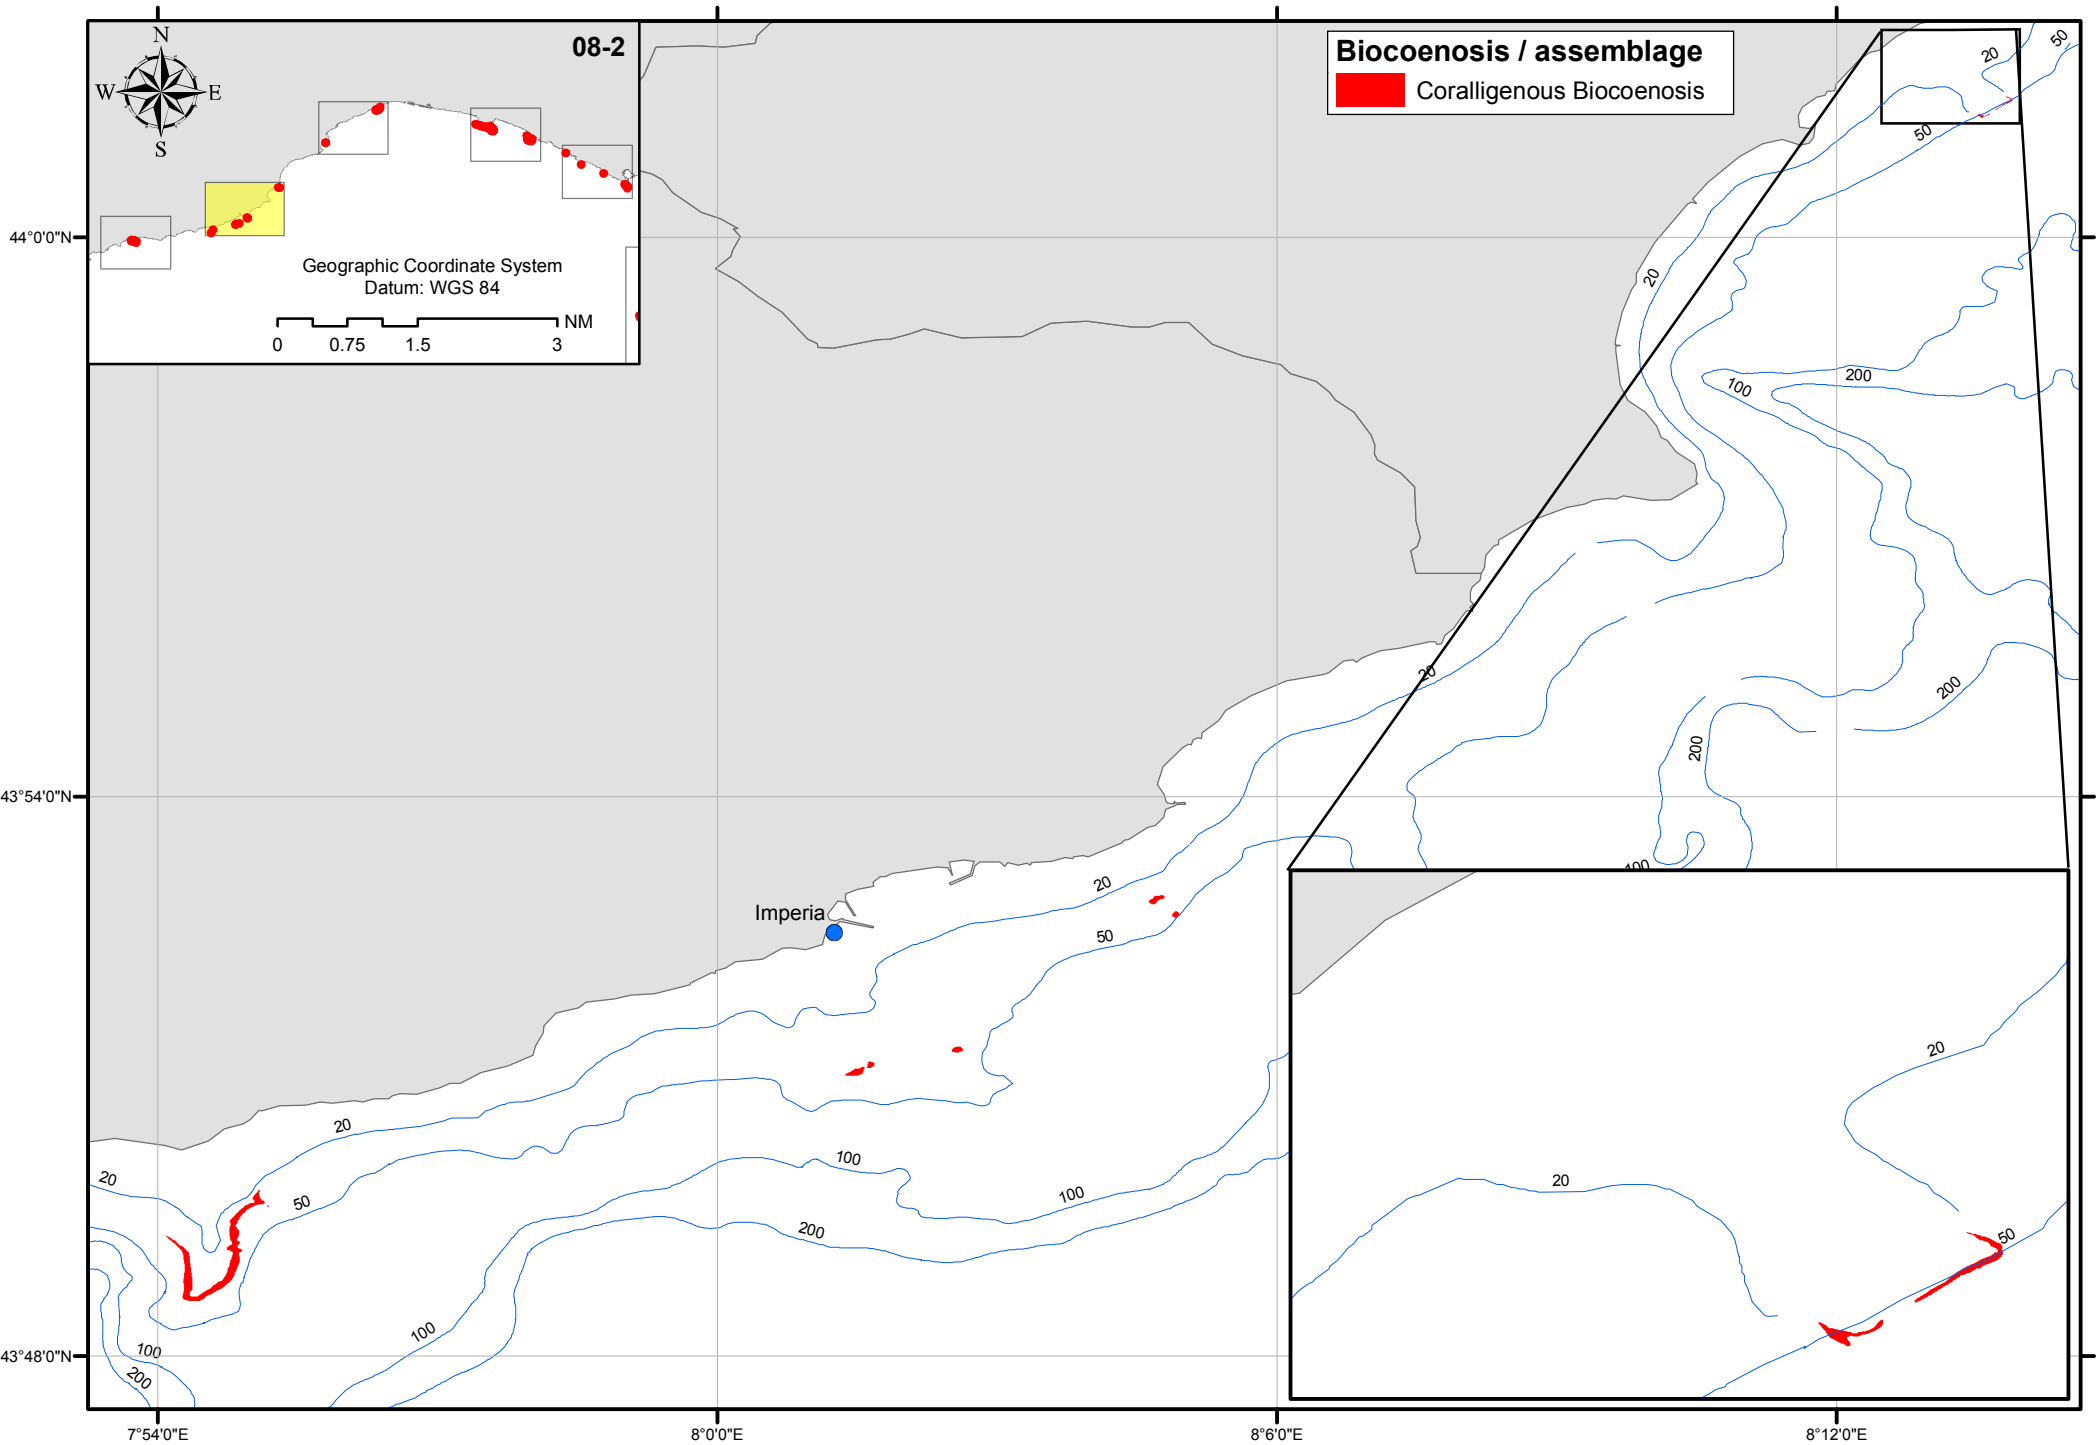 N
08-2
W
E
S
Geographic Coordinate System
Datum: WGS 84
NM
0
0.75
1.5
3
Biocoenosis / assemblage
Coralligenous Biocoenosis
20
50
50
44°0'0"N
20
200
100
20
200
200
43°54'0"N
100
20
Imperia
50
20
20
100
20
100
50
20
200
50
100
100
43°48'0"N
200
7°54'0"E
8°0'0"E
8°6'0"E
8°12'0"E